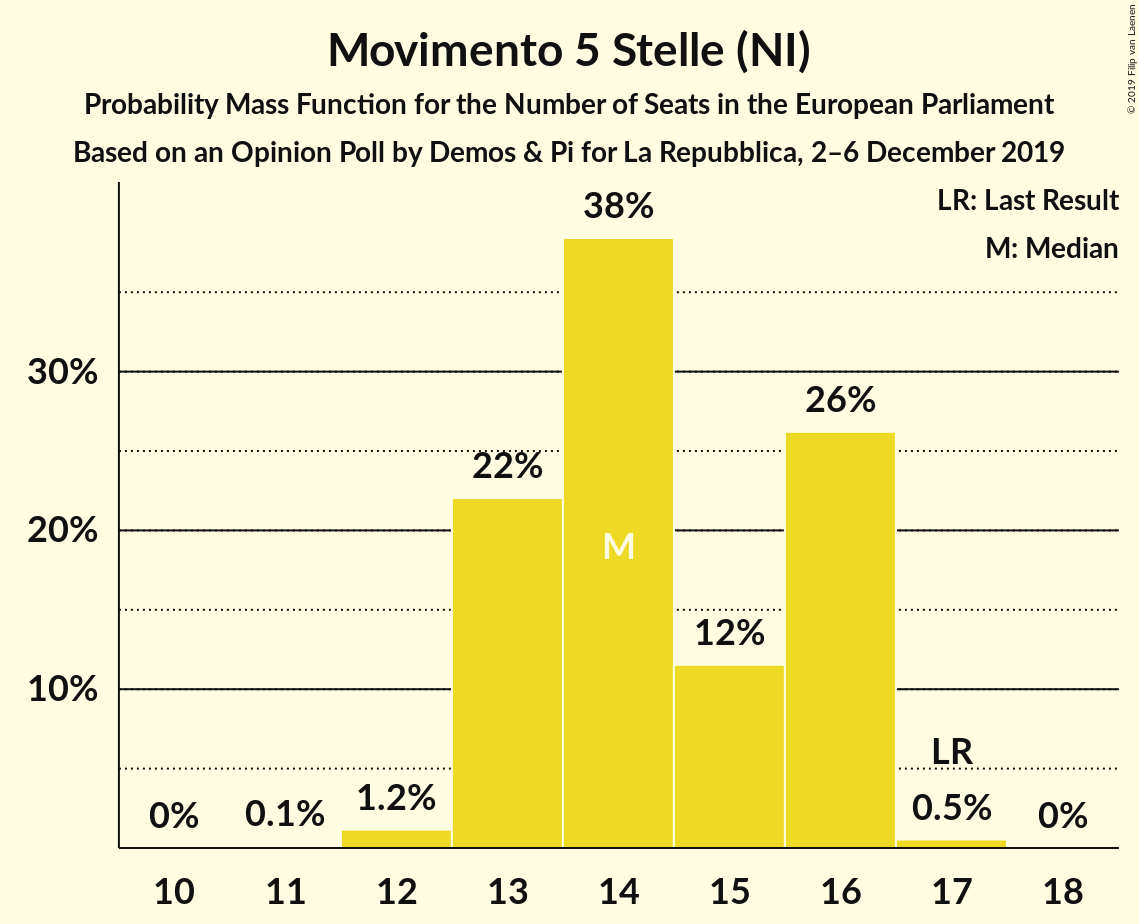 Movimento 5 Stelle (NI)
Probability Mass Function for the Number of Seats in the European Parliament
Based on an Opinion Poll by Demos & Pi for La Repubblica, 2–6 December 2019
© 2019 Filip van Laenen
LR: Last Result
M: Median
38%
30%
26%
22%
20%
M
12%
10%
LR
0%
0.1%
1.2%
0.5%
0%
10 11 12 13 14 15 16 17 18